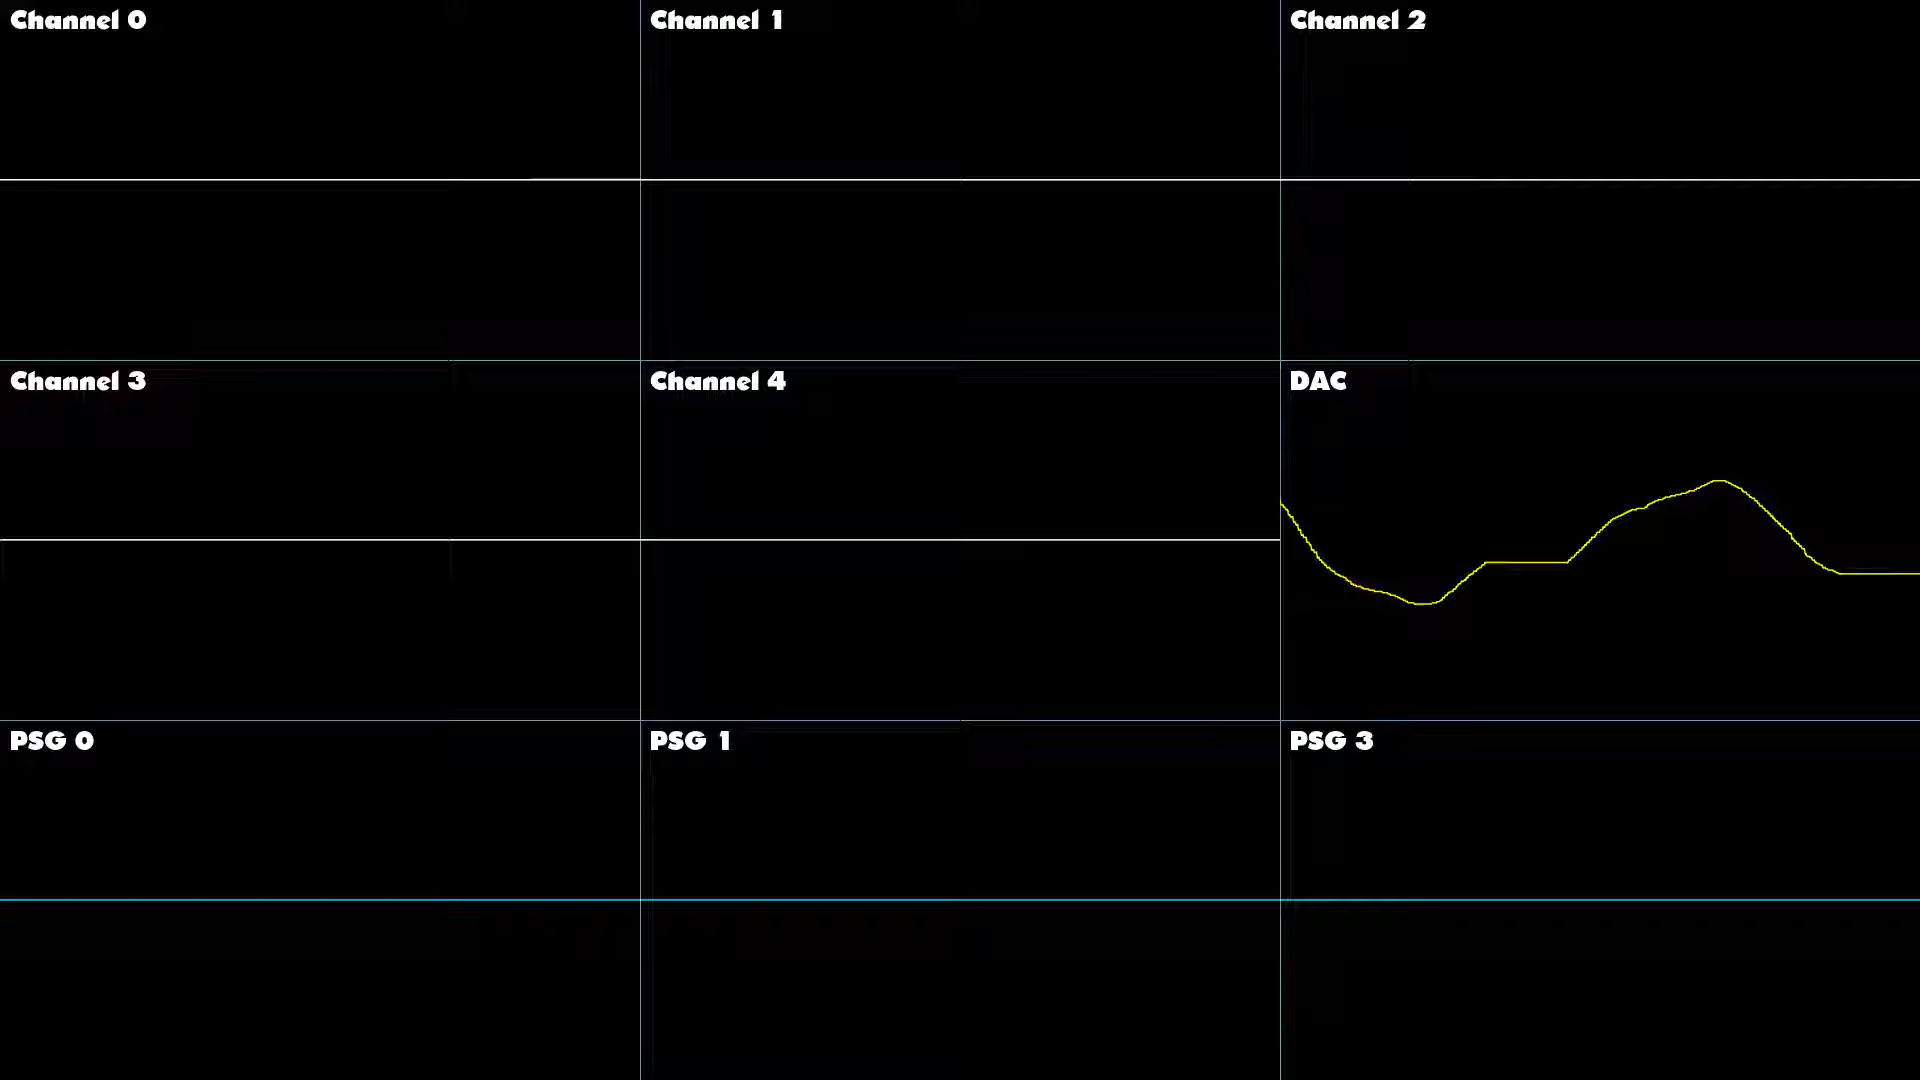 Channel 0
Channel 1
Channel 2
Channel 3
Channel 4
DAC
PSG 0
PSG 1
PSG 3